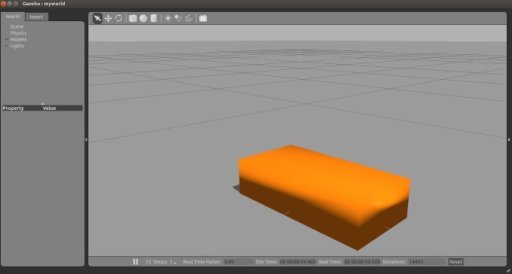 Gazebo : myworld
World Insert
Scene
Physics
Models
Lights
Property Value
Steps: 1 Real Time Factor: Sim Time: Real Time: Iterations: Reset